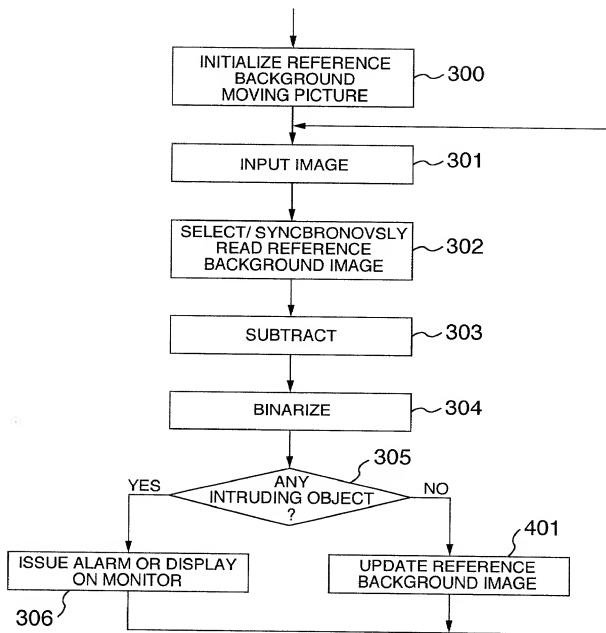 INITIALIZE REFERENCE
BACKGROUND
MOVING PICTURE
300
INPUT IMAGE
301
SELECT/ SYNCBRONOVSLY
READ REFERENCE
BACKGROUND IMAGE
302
SUBTRACT
303
BINARIZE
304
305
YES
ANY
INTRUDING OBJECT
?
NO
401
ISSUE ALARM OR DISPLAY
ON MONITOR
306
UPDATE REFERENCE
BACKGROUND IMAGE